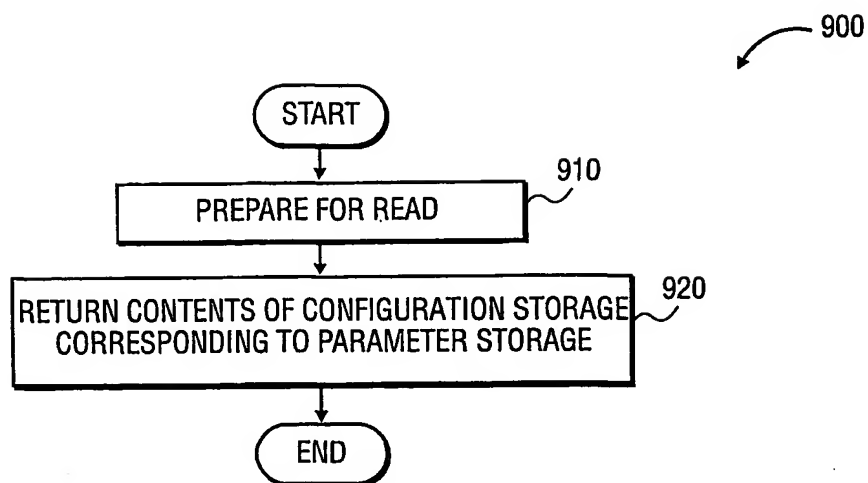 900
START
910
PREPARE FOR READ
920
RETURN CONTENTS OF CONFIGURATION STORAGE
CORRESPONDING TO PARAMETER STORAGE
END